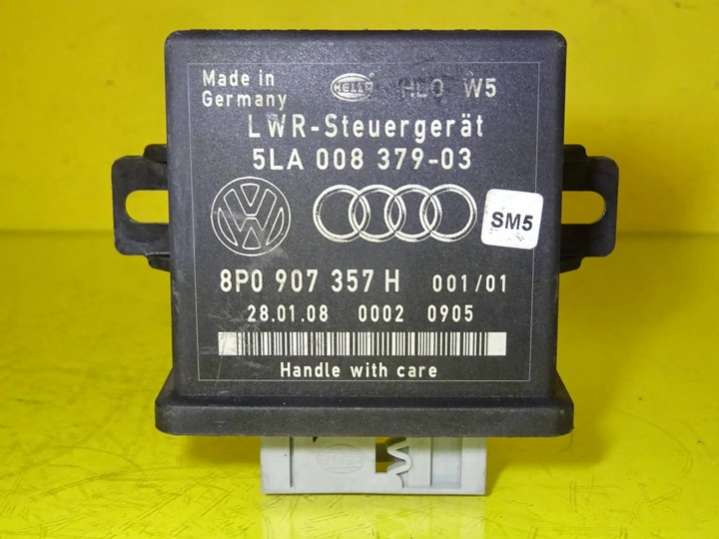 Made in
Germany
HELLA
W5
LWR-Steuergerät
5LA 008 379-03
SM5
8P0 907 357 H 001/01
28.01.08 0002 0905
Handle with care